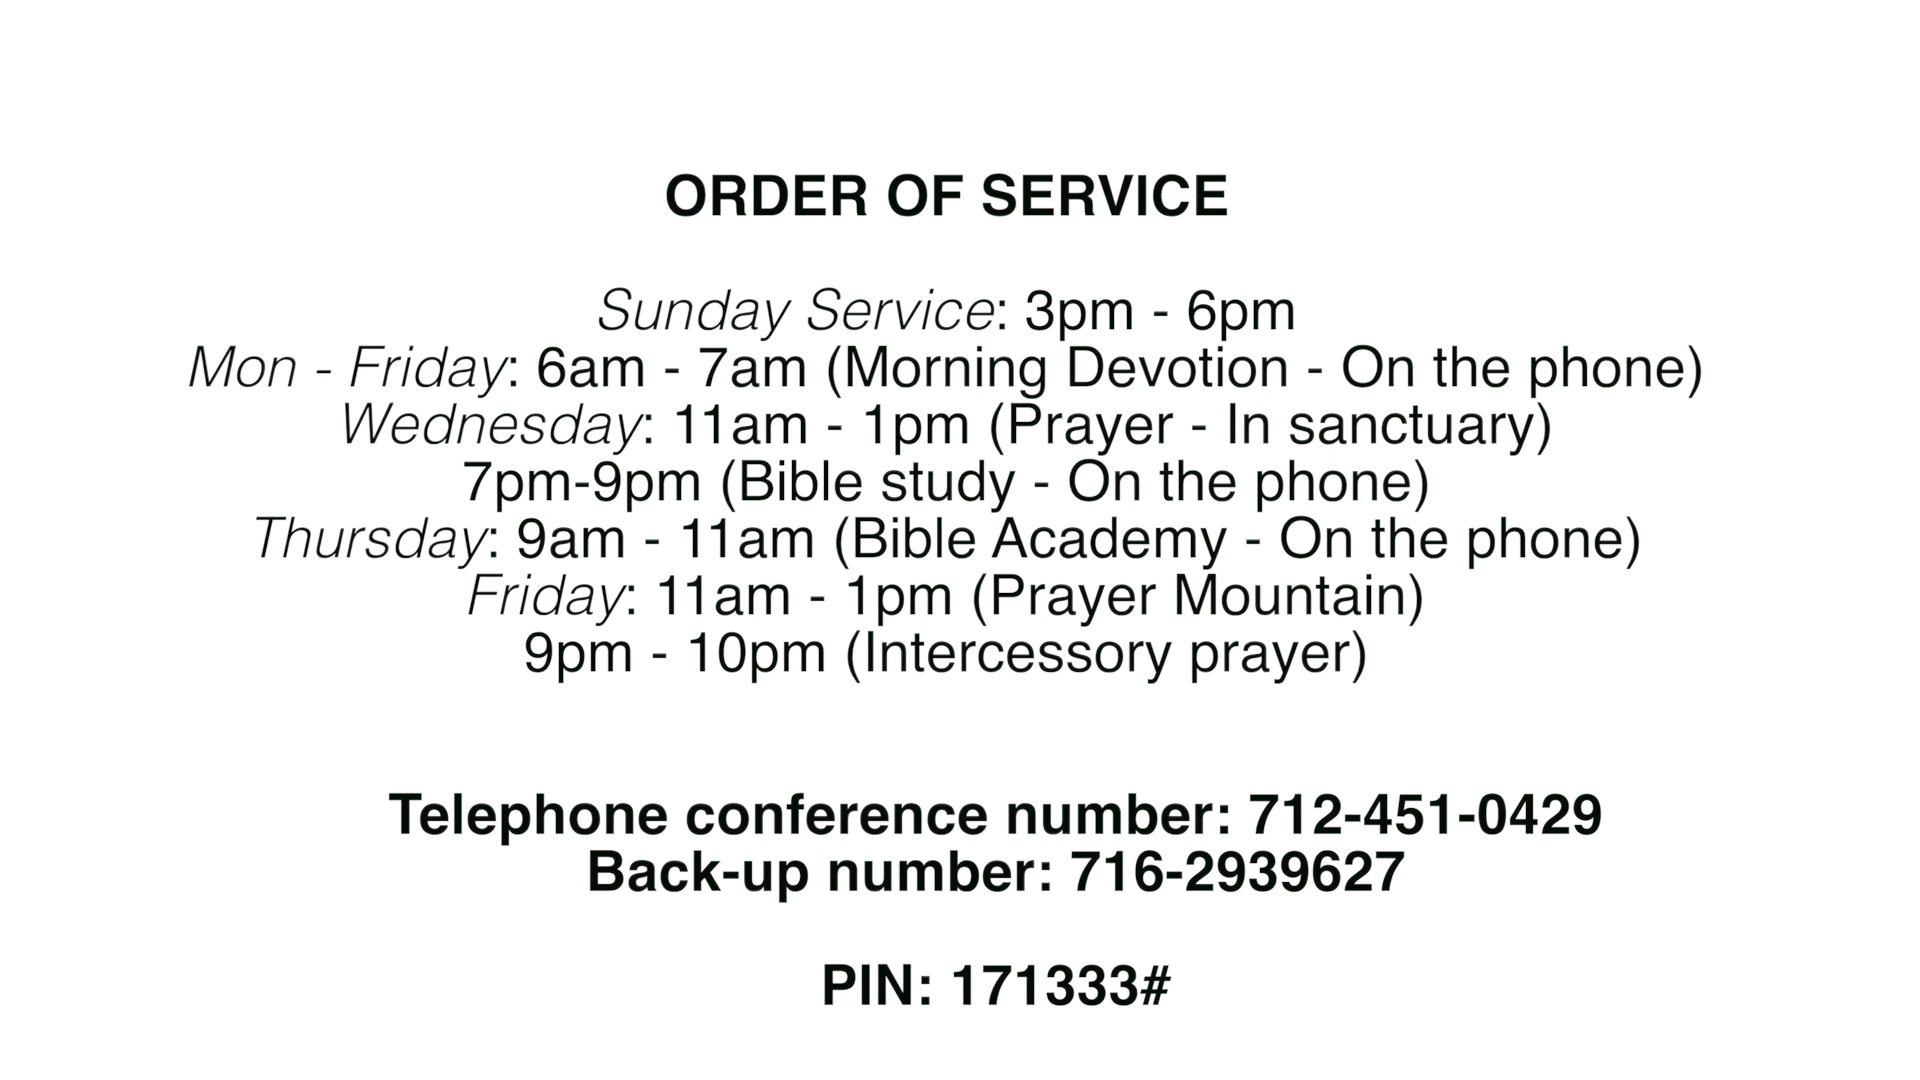 ORDER OF SERVICE
Sunday Service: 3pm - 6pm
Mon - Friday: 6am - 7am (Morning Devotion - On the phone)
Wednesday: 11am - 1pm (Prayer - In sanctuary)
7pm-9pm (Bible study - On the phone)
Thursday: 9am - 11am (Bible Academy - On the phone)
Friday: 11am - 1pm (Prayer Mountain)
9pm - 10pm (Intercessory prayer)
Telephone conference number: 712-451-0429
Back-up number: 716-2939627
PIN: 171333#